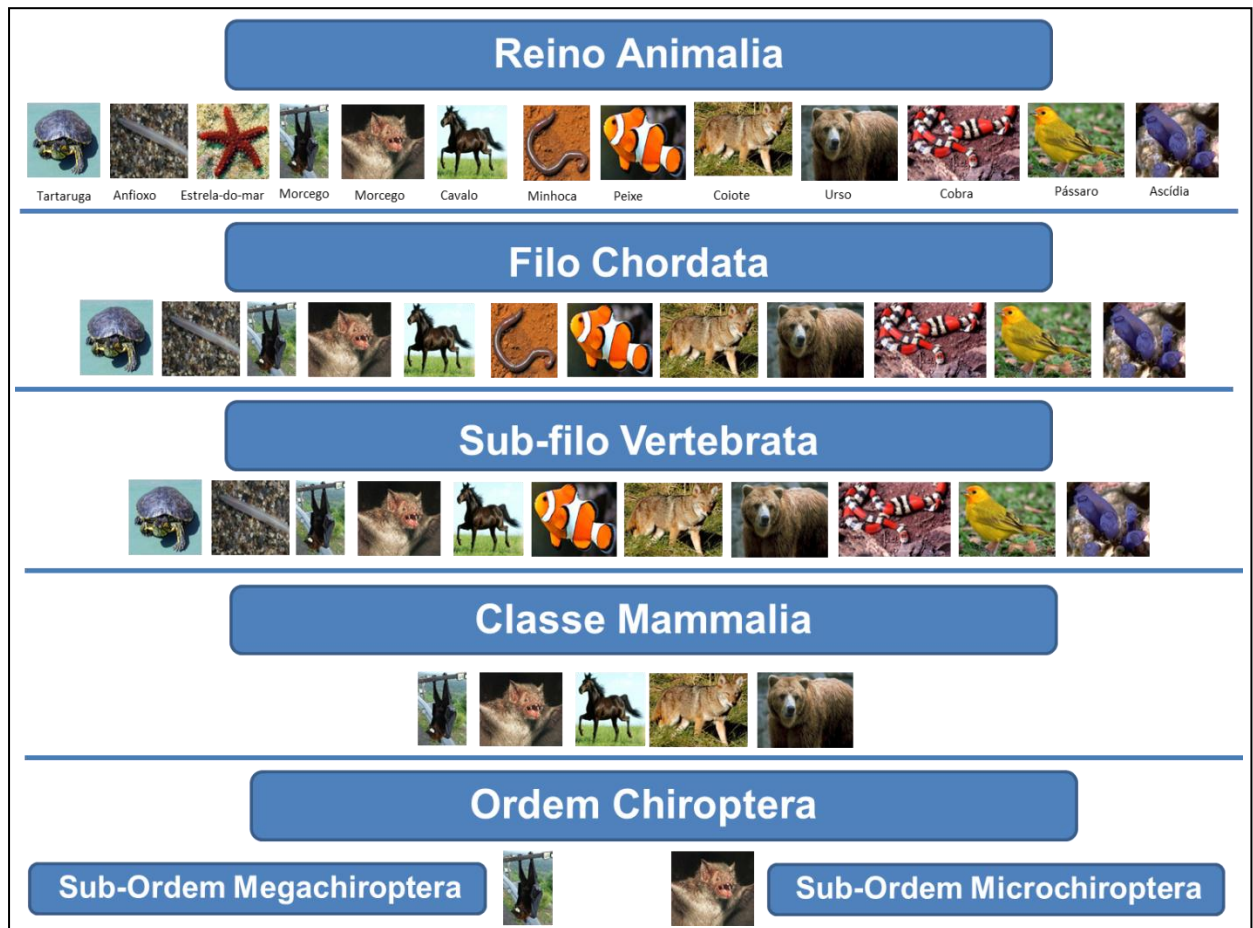 Reino Animalia
Tartaruga Anfioxo Estrela-do-mar Morcego Morcego Cavalo Minhoca Peixe Coiote Urso Cobra Pássaro Ascídia
Filo Chordata
Sub-filo Vertebrata
Classe Mammalia
Ordem Chiroptera
Sub-Ordem Megachiroptera Sub-Ordem Microchiroptera